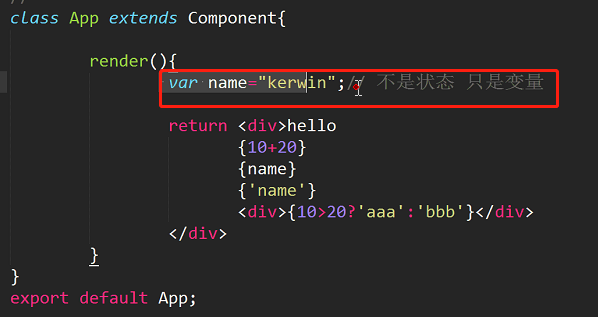 class App extends Component{
render(){
var name="kerwin";// 不是状态 只是变量
return <div>hello
{10+20}
{name}
{'name'}
<div>{10>20?'aaa':'bbb'}</div>
</div>
}
}
export default App;